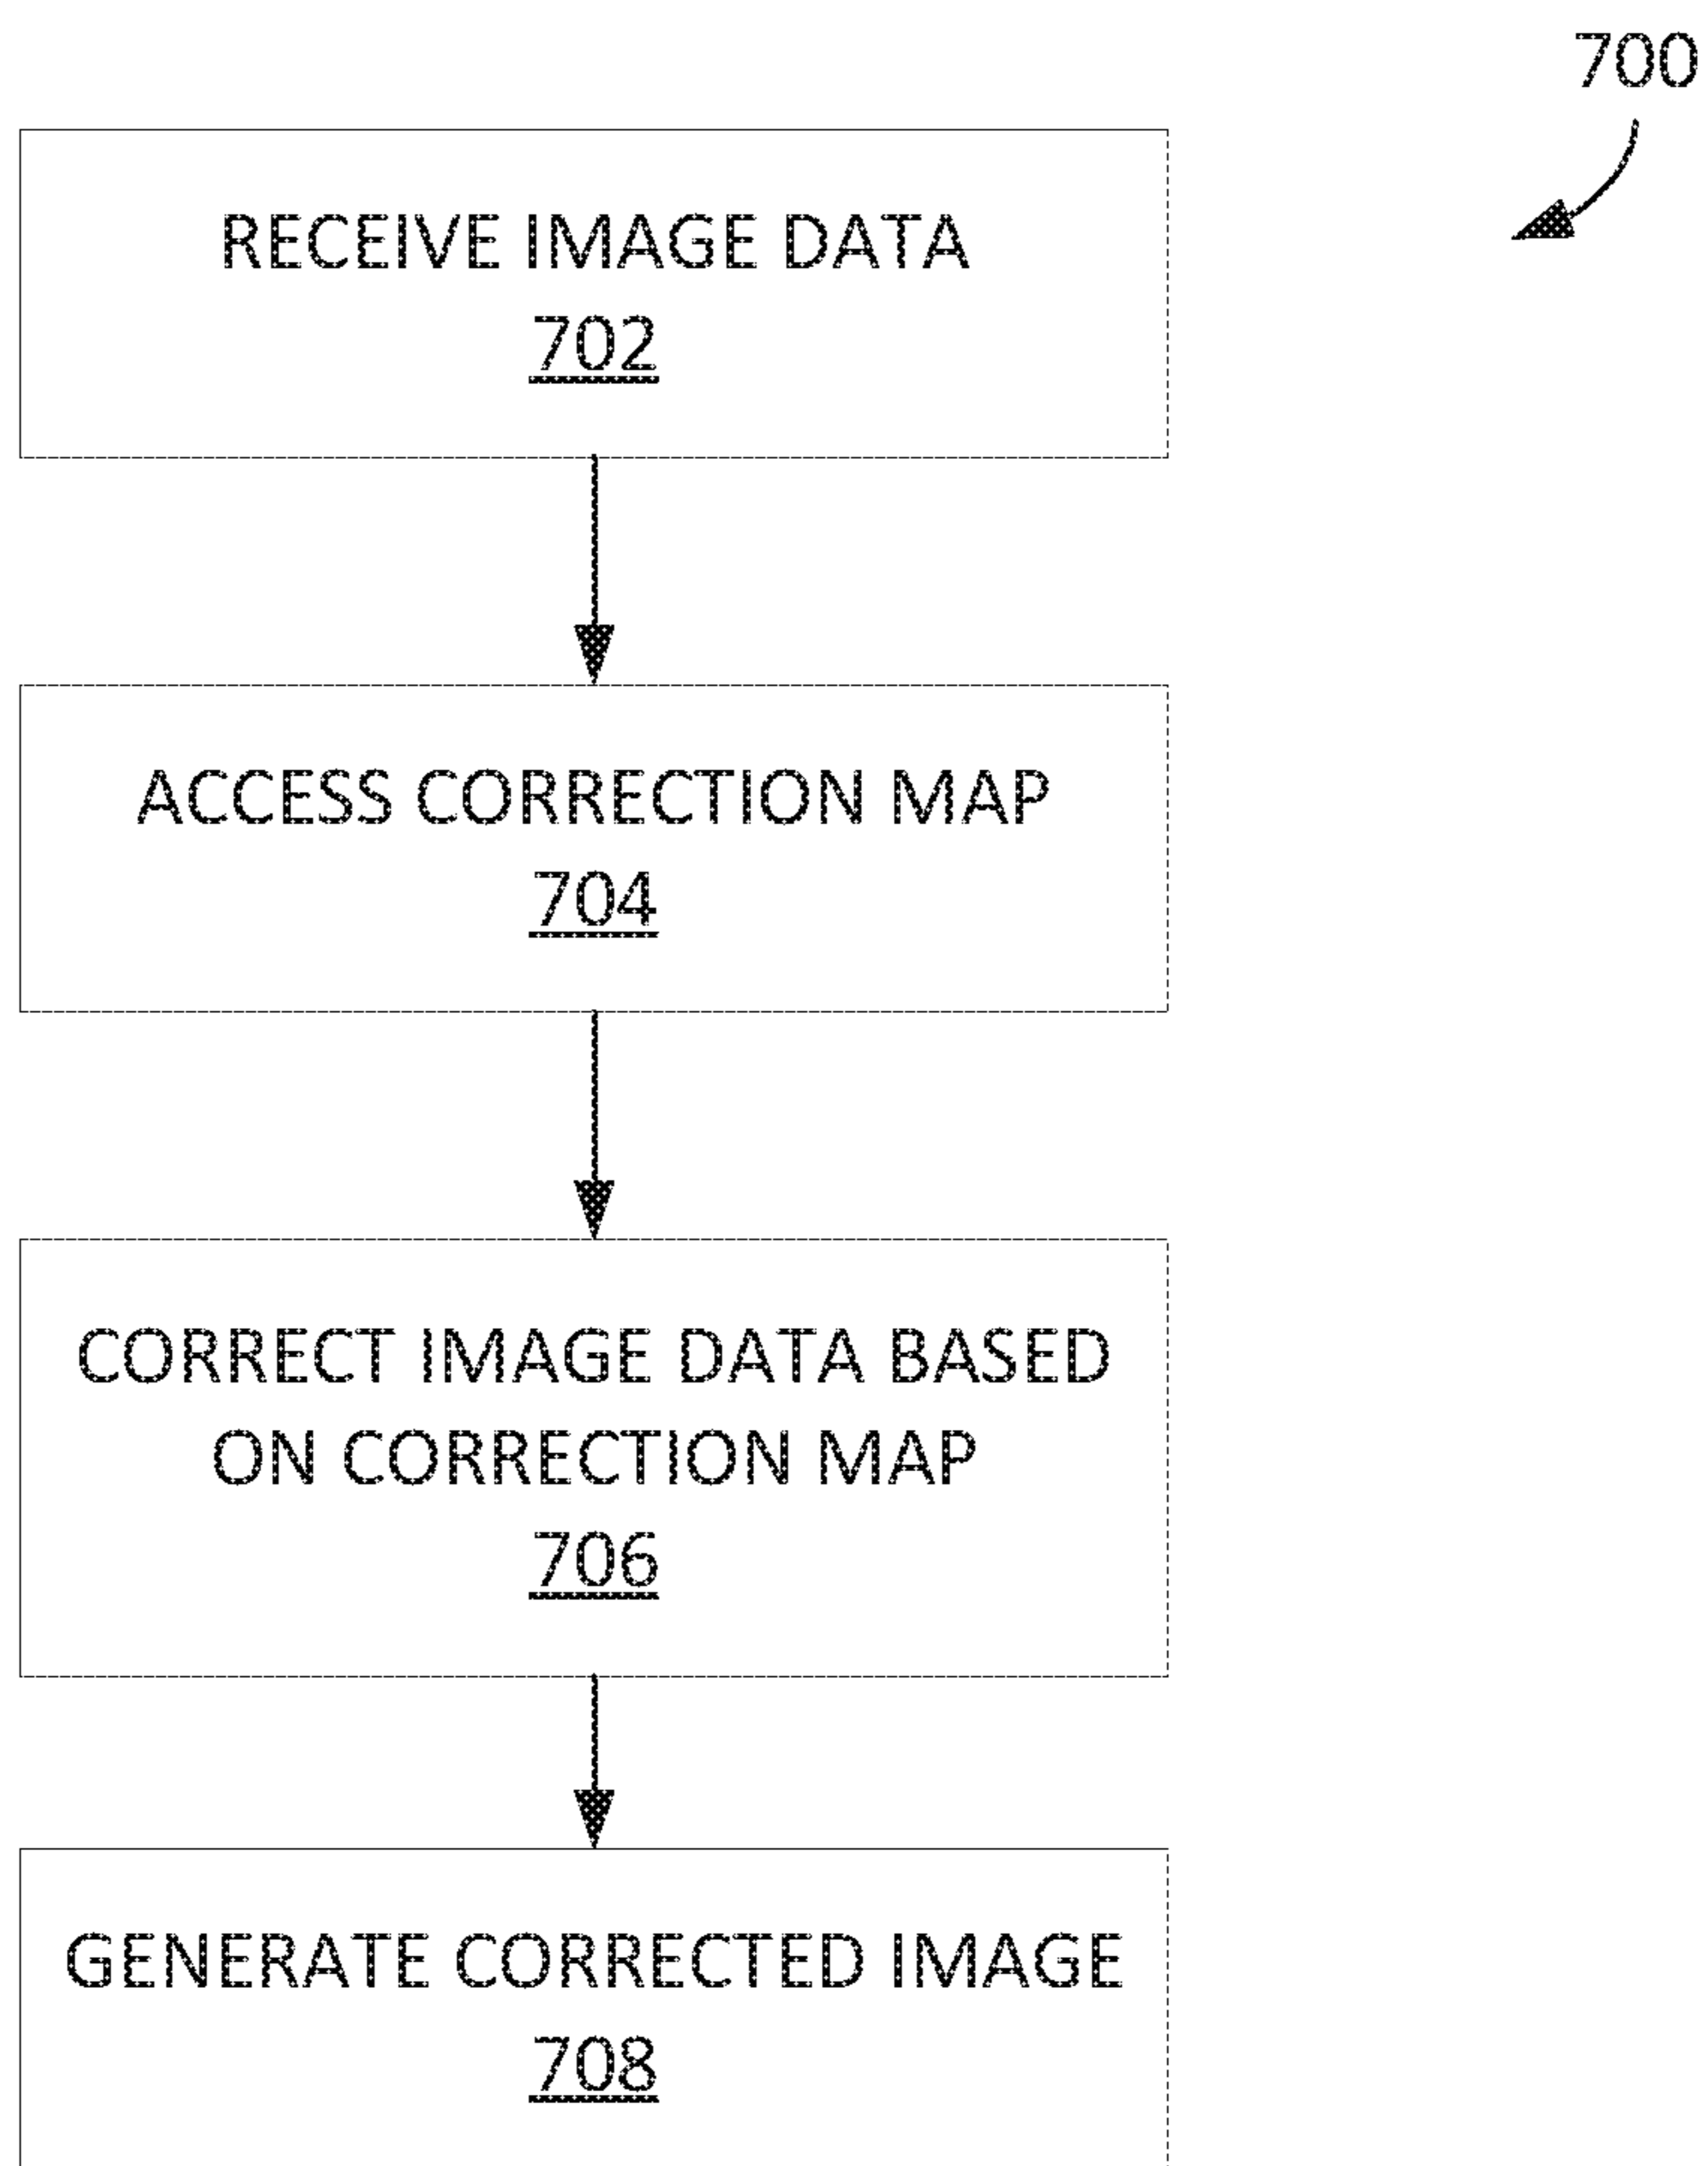 700
RECEIVE IMAGE DATA
702
ACCESS CORRECTION MAP
704
CORRECT IMAGE DATA BASED
ON CORRECTION MAP
706
GENERATE CORRECTED IMAGE
708